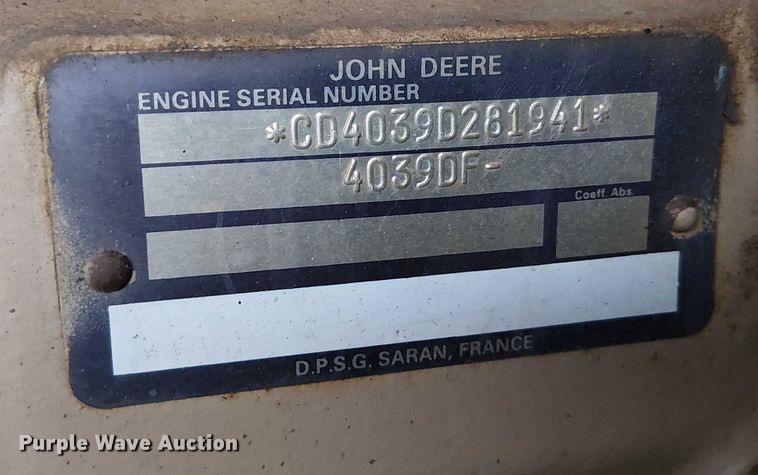 JOHN DEERE
ENGINE SERIAL NUMBER
*CD4039D281941*
4039DF-
Coeff. Abs.
D.P.S.G. SARAN, FRANCE
Purple Wave Auction